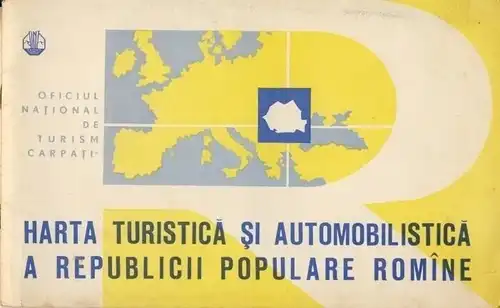 OFICIUL
NAȚIONAL
DE
TURISM
CARPAȚI
HARTA TURISTICĂ ȘI AUTOMOBILISTICĂ
A REPUBLICII POPULARE ROMÎNE